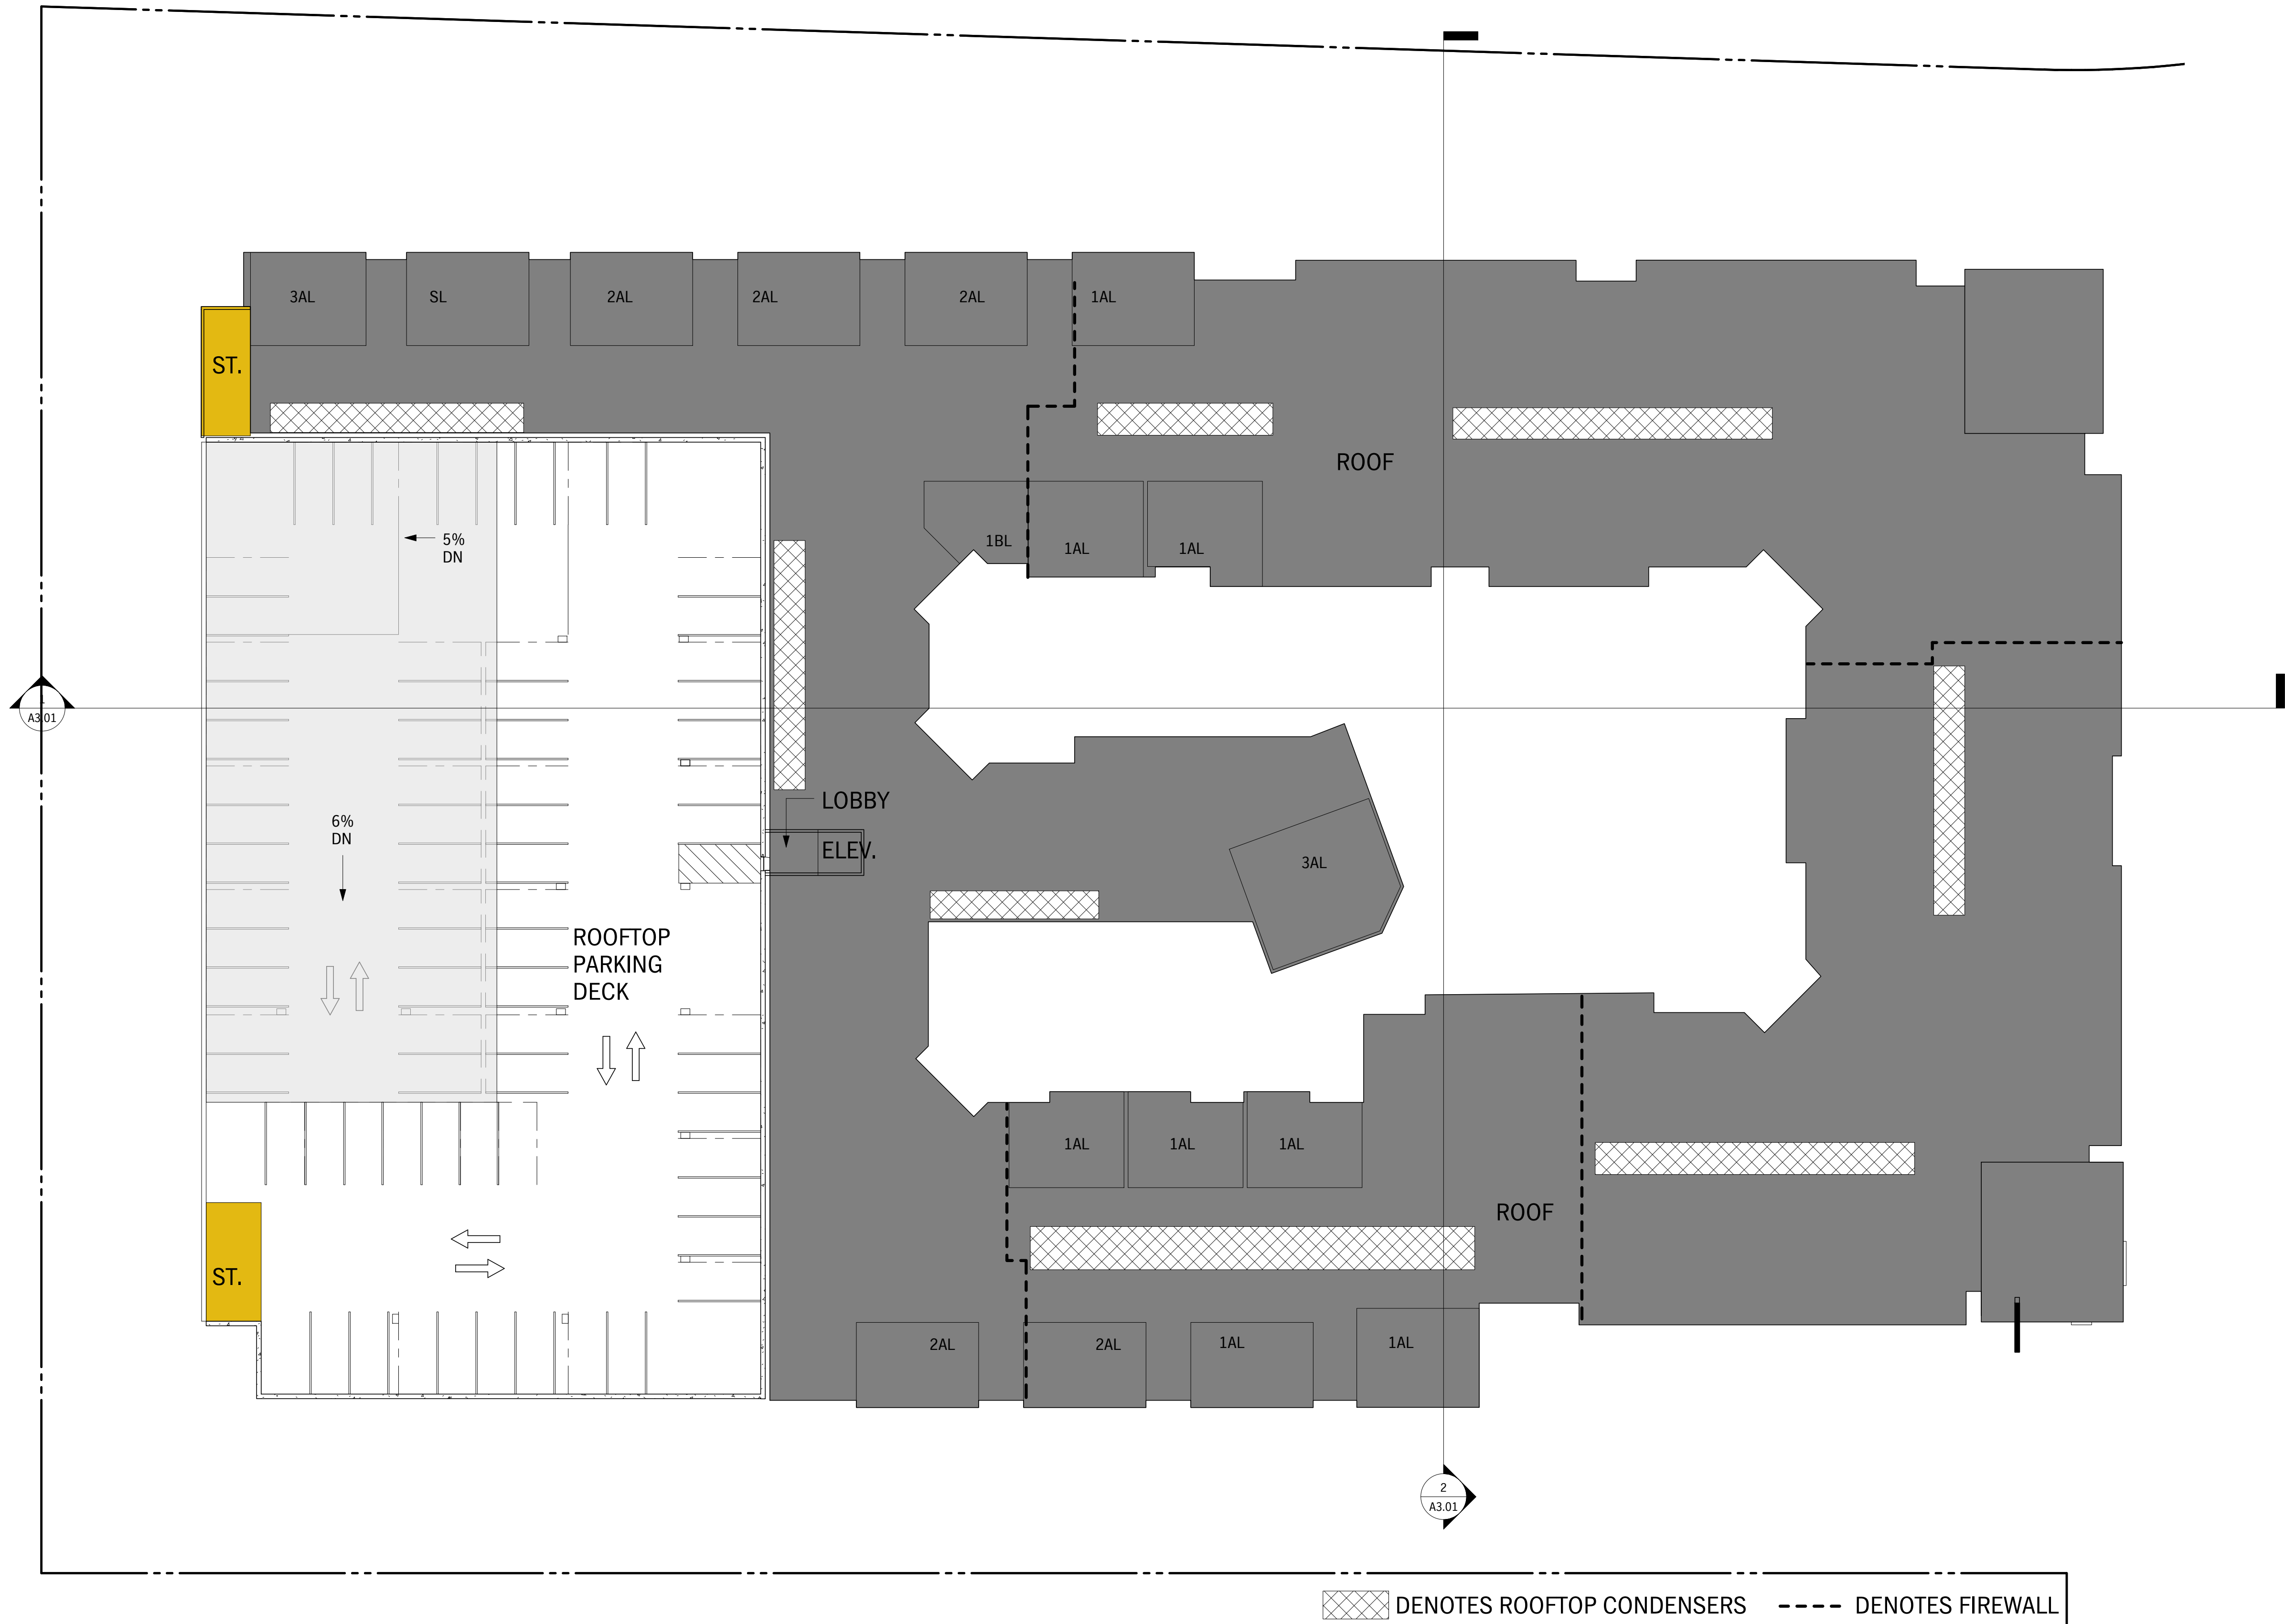 3AL
SL
2AL
2AL
2AL
1AL
ST.
ROOF
5%
DN
1BL
1AL
1AL
1
A3.01
LOBBY
6%
DN
ELEV.
3AL
ROOFTOP
PARKING
DECK
1AL
1AL
1AL
ROOF
ST.
2AL
2AL
1AL
1AL
2
A3.01
DENOTES ROOFTOP CONDENSERS
DENOTES FIREWALL